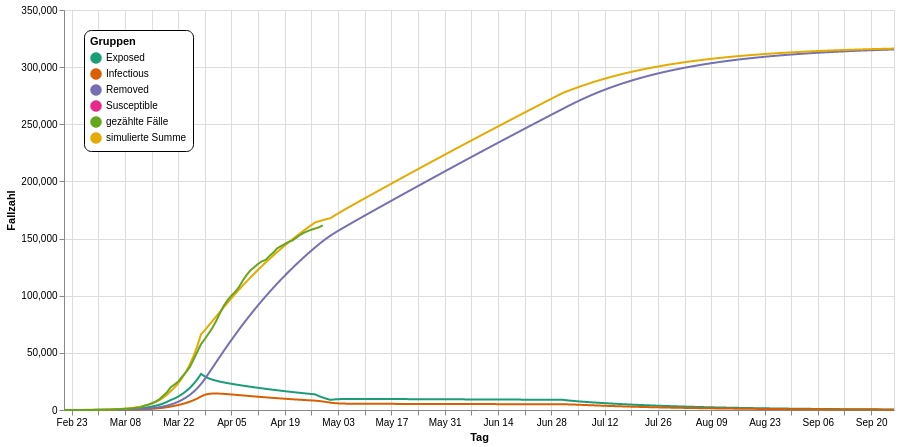 350,000
300,000
250,000
200,000
150,000
100,000
50,000
0
Fallzahl
Gruppen
Exposed
Infectious
Removed
Susceptible
gezählte Fälle
simulierte Summe
Feb 23 Mar 08 Mar 22 Apr 05 Apr 19 May 03 May 17 May 31 Jun 14 Jun 28 Jul 12 Jul 26 Aug 09 Aug 23 Sep 06 Sep 20
Tag